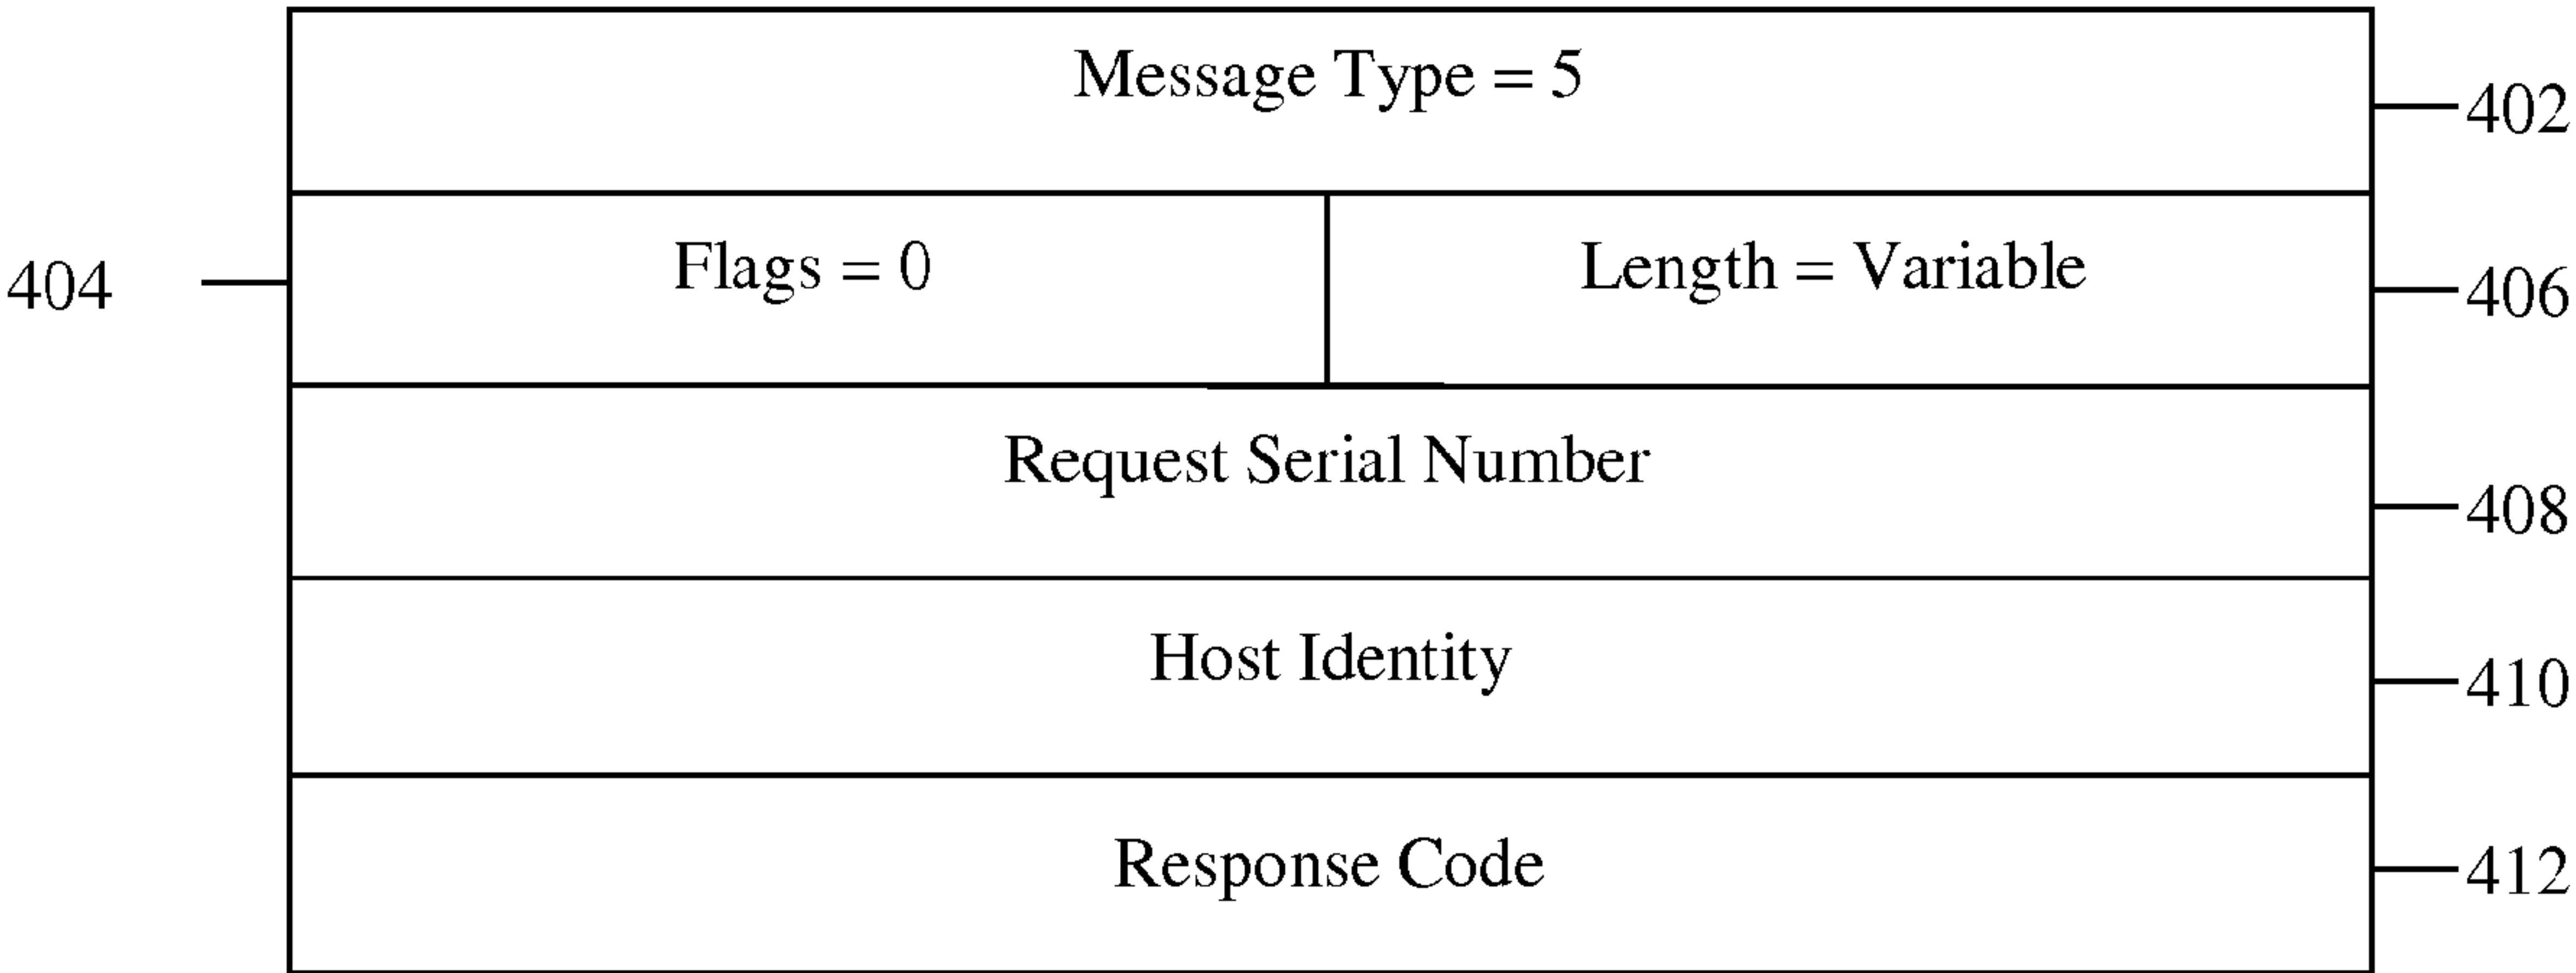 Message Type = 5
402
404
Flags = 0
Length = Variable
406
Request Serial Number
408
Host Identity
410
Response Code
412